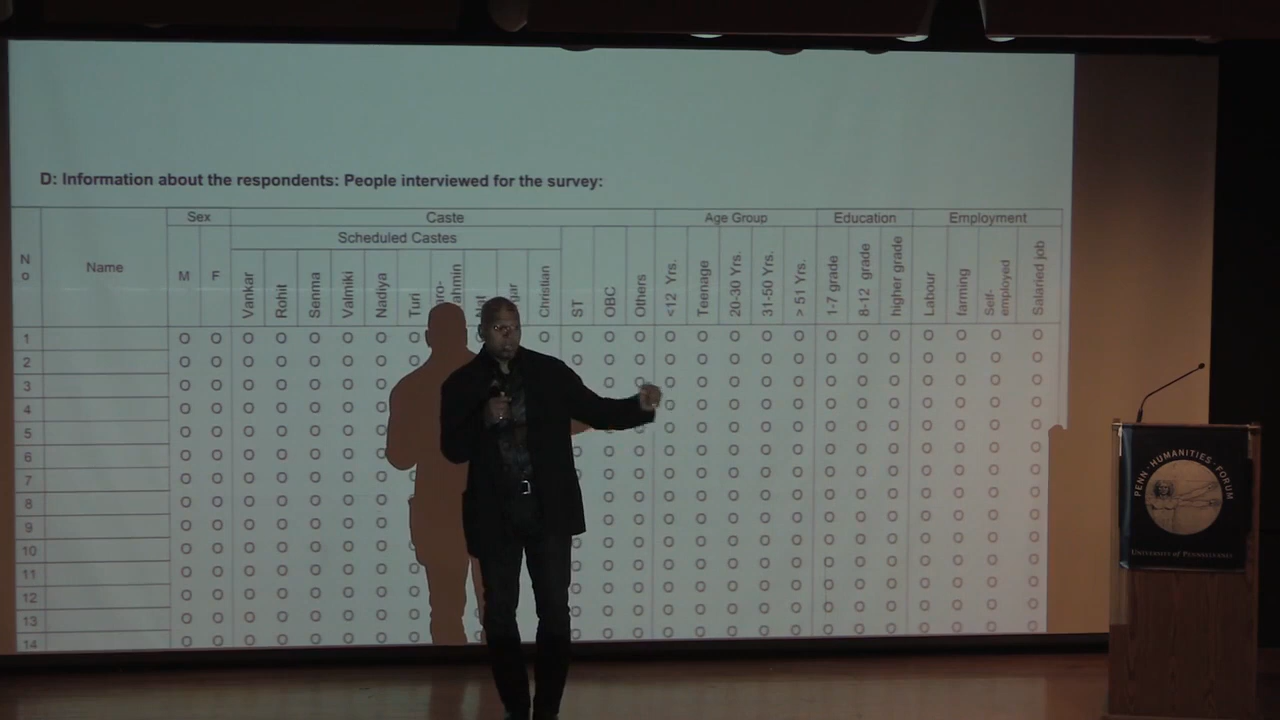 D: Information about the respondents: People interviewed for the survey:
Sex Caste Age Group Education Employment
Scheduled Castes
No Name M F Vankar Rohit Senma Valmiki Nadiya Turi Christian ST OBC Others <12 Yrs. Teenage 20-30 Yrs. 31-50 Yrs. > 51 Yrs. 1-7 grade 8-12 grade higher grade Labour farming Self-employed Salaried job
1
2
3
4
5
6
7
8
9
10
11
12
13
14
PENN·HUMANITIES·FORUM
UNIVERSITY of PENNSYLVANIA